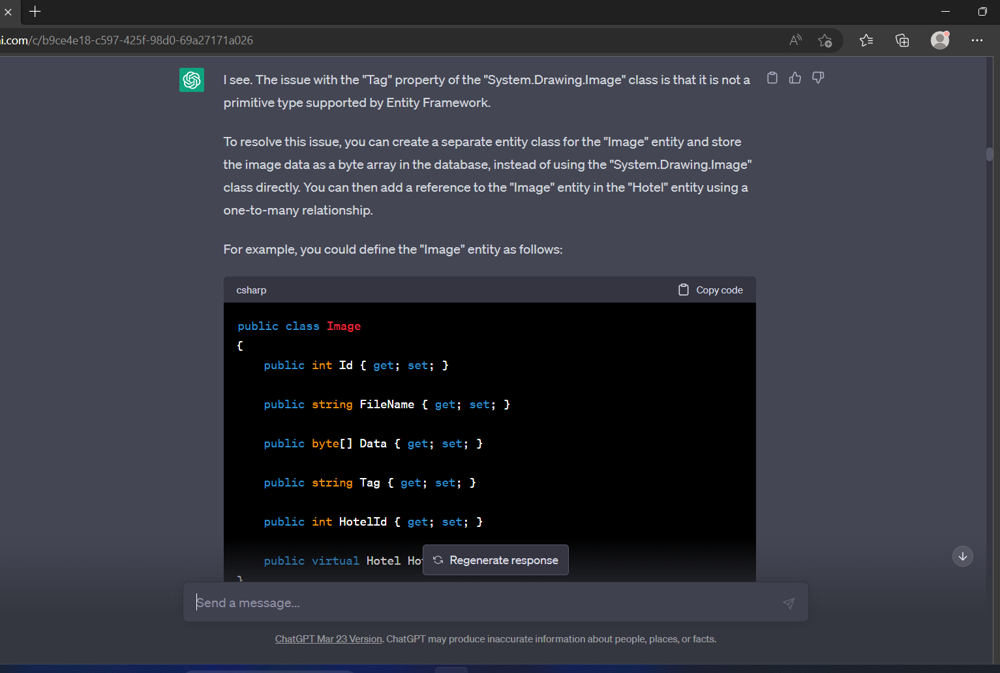 i.com/c/b9ce4e18-c597-425f-98d0-69a27171a026
I see. The issue with the "Tag" property of the "System.Drawing.Image" class is that it is not a
primitive type supported by Entity Framework.
To resolve this issue, you can create a separate entity class for the "Image" entity and store
the image data as a byte array in the database, instead of using the "System.Drawing.Image"
class directly. You can then add a reference to the "Image" entity in the "Hotel" entity using a
one-to-many relationship.
For example, you could define the "Image" entity as follows:
csharp
Copy code
public class Image
{
public int Id { get; set; }
public string FileName { get; set; }
public byte[] Data { get; set; }
public string Tag { get; set; }
public int HotelId { get; set; }
public virtual Hotel Ho
}
Regenerate response
Send a message...
ChatGPT Mar 23 Version. ChatGPT may produce inaccurate information about people, places, or facts.